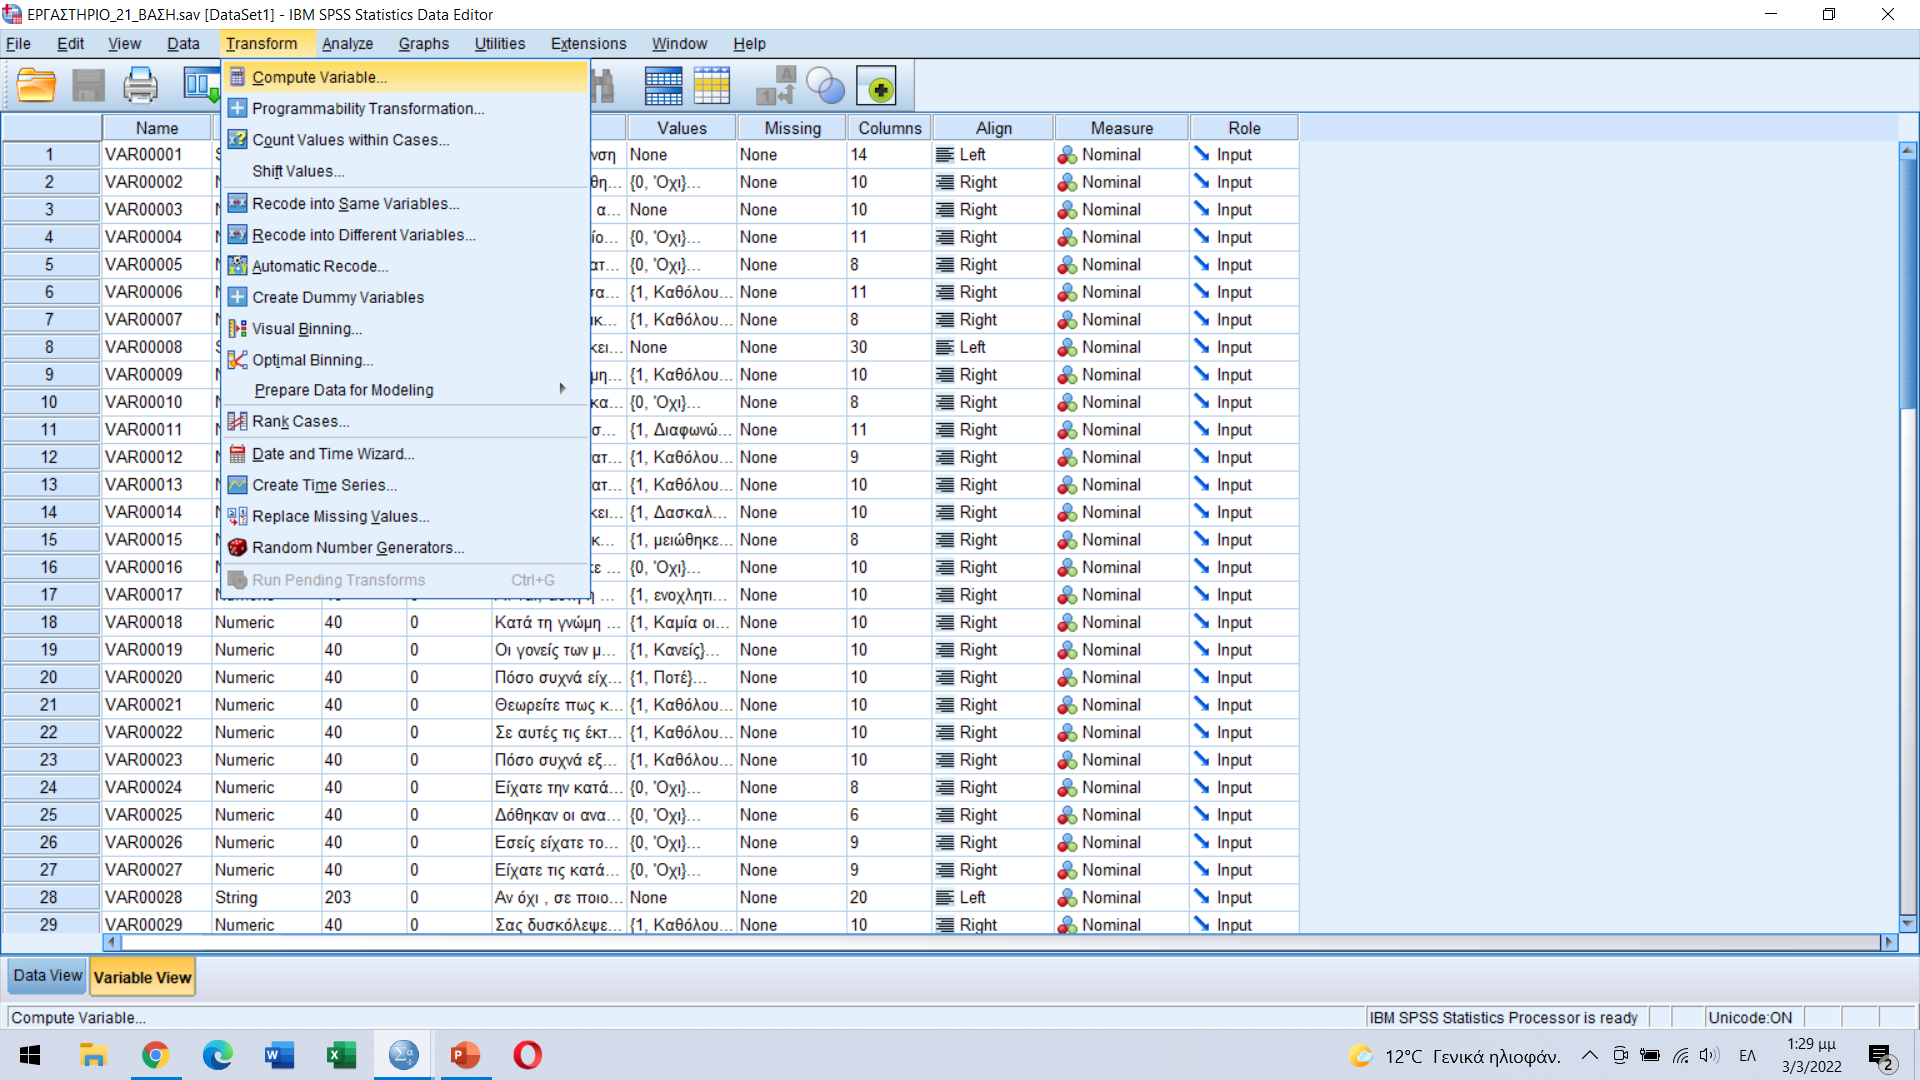 ΕΡΓΑΣΤΗΡΙΟ_21_ΒΑΣΗ.sav [DataSet1] - IBM SPSS Statistics Data Editor
File Edit View Data Transform Analyze Graphs Utilities Extensions Window Help
Compute Variable...
Programmability Transformation...
Count Values within Cases...
Shift Values...
Recode into Same Variables...
Recode into Different Variables...
Automatic Recode...
Create Dummy Variables
Visual Binning...
Optimal Binning...
Prepare Data for Modeling
Rank Cases...
Date and Time Wizard...
Create Time Series...
Replace Missing Values...
Random Number Generators...
Run Pending Transforms Ctrl+G
Name Values Missing Columns Align Measure Role
1 VAR00001 νση None None 14 Left Nominal Input
2 VAR00002 θη... {0, 'Οχι}... None 10 Right Nominal Input
3 VAR00003 α... None None 10 Right Nominal Input
4 VAR00004 ίο... {0, 'Οχι}... None 11 Right Nominal Input
5 VAR00005 ατ... {0, 'Οχι}... None 8 Right Nominal Input
6 VAR00006 τα... {1, Καθόλου... None 11 Right Nominal Input
7 VAR00007 ικ... {1, Καθόλου... None 8 Right Nominal Input
8 VAR00008 κει... None None 30 Left Nominal Input
9 VAR00009 μη... {1, Καθόλου... None 10 Right Nominal Input
10 VAR00010 κα... {0, 'Οχι}... None 8 Right Nominal Input
11 VAR00011 σ... {1, Διαφωνώ... None 11 Right Nominal Input
12 VAR00012 ατ... {1, Καθόλου... None 9 Right Nominal Input
13 VAR00013 ατ... {1, Καθόλου... None 10 Right Nominal Input
14 VAR00014 κει... {1, Δασκαλ... None 10 Right Nominal Input
15 VAR00015 κ... {1, μειώθηκε... None 8 Right Nominal Input
16 VAR00016 κε ... {0, 'Οχι}... None 10 Right Nominal Input
17 VAR00017 {1, ενοχλητι... None 10 Right Nominal Input
18 VAR00018 Numeric 40 0 Κατά τη γνώμη ... {1, Καμία οι... None 10 Right Nominal Input
19 VAR00019 Numeric 40 0 Οι γονείς των μ... {1, Κανείς}... None 10 Right Nominal Input
20 VAR00020 Numeric 40 0 Πόσο συχνά είχ... {1, Ποτέ}... None 10 Right Nominal Input
21 VAR00021 Numeric 40 0 Θεωρείτε πως κ... {1, Καθόλου... None 10 Right Nominal Input
22 VAR00022 Numeric 40 0 Σε αυτές τις έκτ... {1, Καθόλου... None 10 Right Nominal Input
23 VAR00023 Numeric 40 0 Πόσο συχνά εξ... {1, Καθόλου... None 10 Right Nominal Input
24 VAR00024 Numeric 40 0 Είχατε την κατά... {0, 'Οχι}... None 8 Right Nominal Input
25 VAR00025 Numeric 40 0 Δόθηκαν οι ανα... {0, 'Οχι}... None 6 Right Nominal Input
26 VAR00026 Numeric 40 0 Εσείς είχατε το... {0, 'Οχι}... None 9 Right Nominal Input
27 VAR00027 Numeric 40 0 Είχατε τις κατά... {0, 'Οχι}... None 9 Right Nominal Input
28 VAR00028 String 203 0 Αν όχι , σε ποιο... None None 20 Left Nominal Input
29 VAR00029 Numeric 40 0 Σας δυσκόλεψε... {1, Καθόλου... None 10 Right Nominal Input
Data View Variable View
Compute Variable... IBM SPSS Statistics Processor is ready Unicode:ON
12°C Γενικά ηλιοφάν. ΕΛ 1:29 μμ
3/3/2022 2